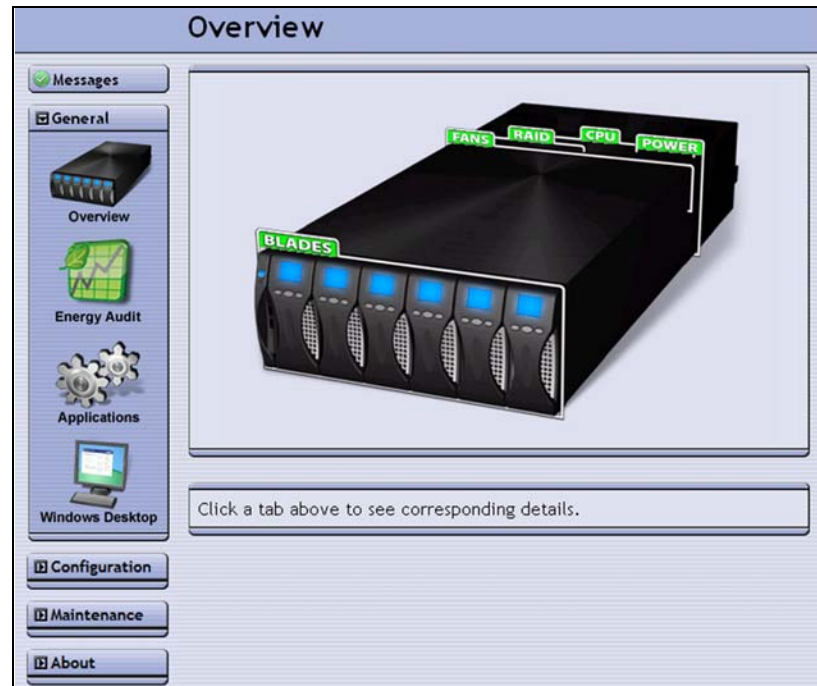 Overview
Messages
General
Overview
Energy Audit
Applications
Windows Desktop
Configuration
Maintenance
About
FANS
RAID
CPU
POWER
BLADES
Click a tab above to see corresponding details.